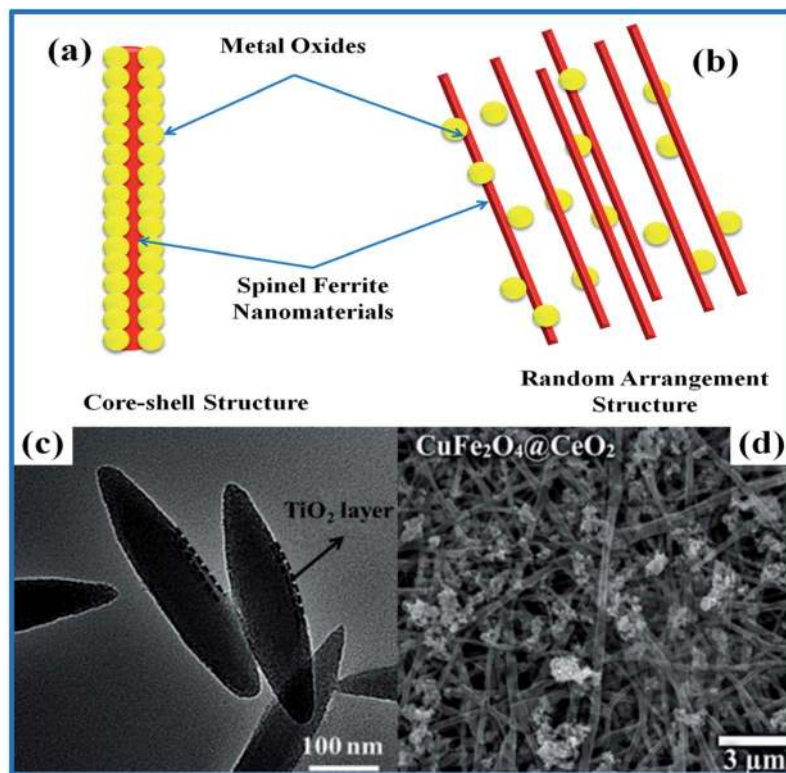 (a)
Metal Oxides
(b)
Spinel Ferrite
Nanomaterials
Core-shell Structure
Random Arrangement
Structure
(c)
TiO₂ layer
100 nm
CuFe₂O₄@CeO₂
(d)
3 µm